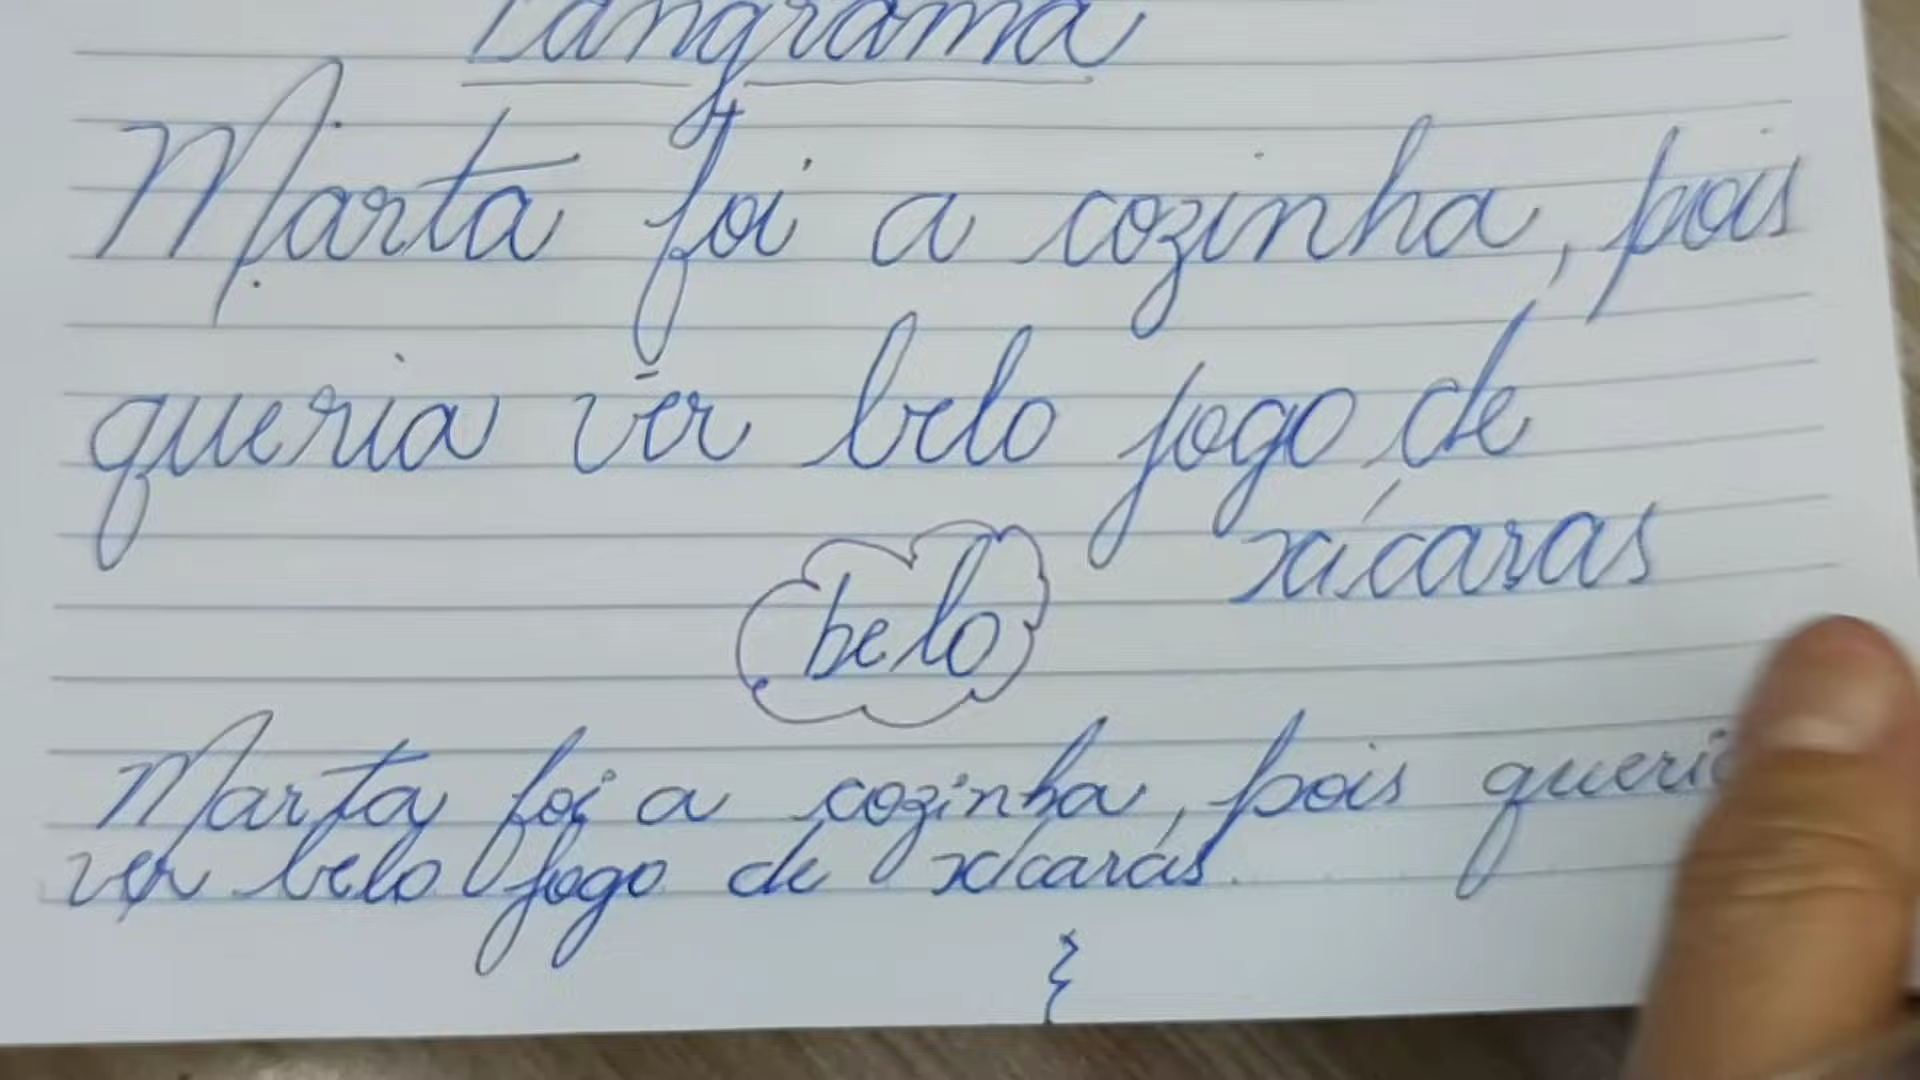 Pangrama
Marta foi a cozinha, pois
queria ver belo jogo de
xícaras
belo
Marta foi a cozinha, pois queria
ver belo jogo de xícaras.